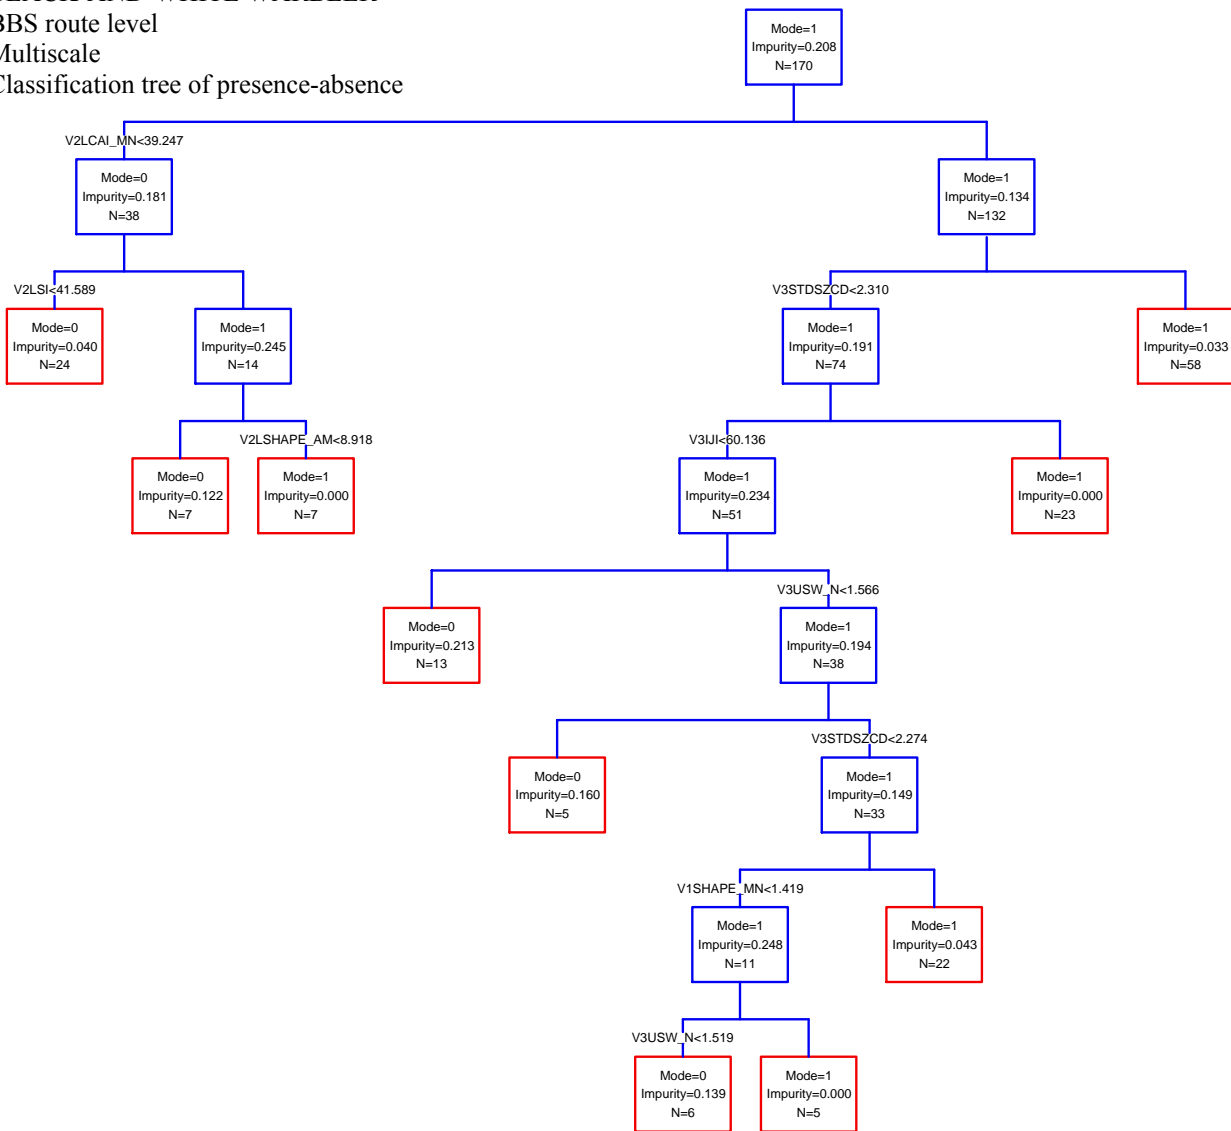 BBS route level
Multiscale
Classification tree of presence-absence
Mode=1
Impurity=0.208
N=170
V2LCAI_MN<39.247
Mode=0
Impurity=0.181
N=38
Mode=1
Impurity=0.134
N=132
V2LSI<41.589
V3STDSZCD<2.310
Mode=0
Impurity=0.040
N=24
Mode=1
Impurity=0.245
N=14
Mode=1
Impurity=0.191
N=74
Mode=1
Impurity=0.033
N=58
V2LSHAPE_AM<8.918
V3IJI<60.136
Mode=0
Impurity=0.122
N=7
Mode=1
Impurity=0.000
N=7
Mode=1
Impurity=0.234
N=51
Mode=1
Impurity=0.000
N=23
V3USW_N<1.566
Mode=0
Impurity=0.213
N=13
Mode=1
Impurity=0.194
N=38
V3STDSZCD<2.274
Mode=0
Impurity=0.160
N=5
Mode=1
Impurity=0.149
N=33
V1SHAPE_MN<1.419
Mode=1
Impurity=0.248
N=11
Mode=1
Impurity=0.043
N=22
V3USW_N<1.519
Mode=0
Impurity=0.139
N=6
Mode=1
Impurity=0.000
N=5